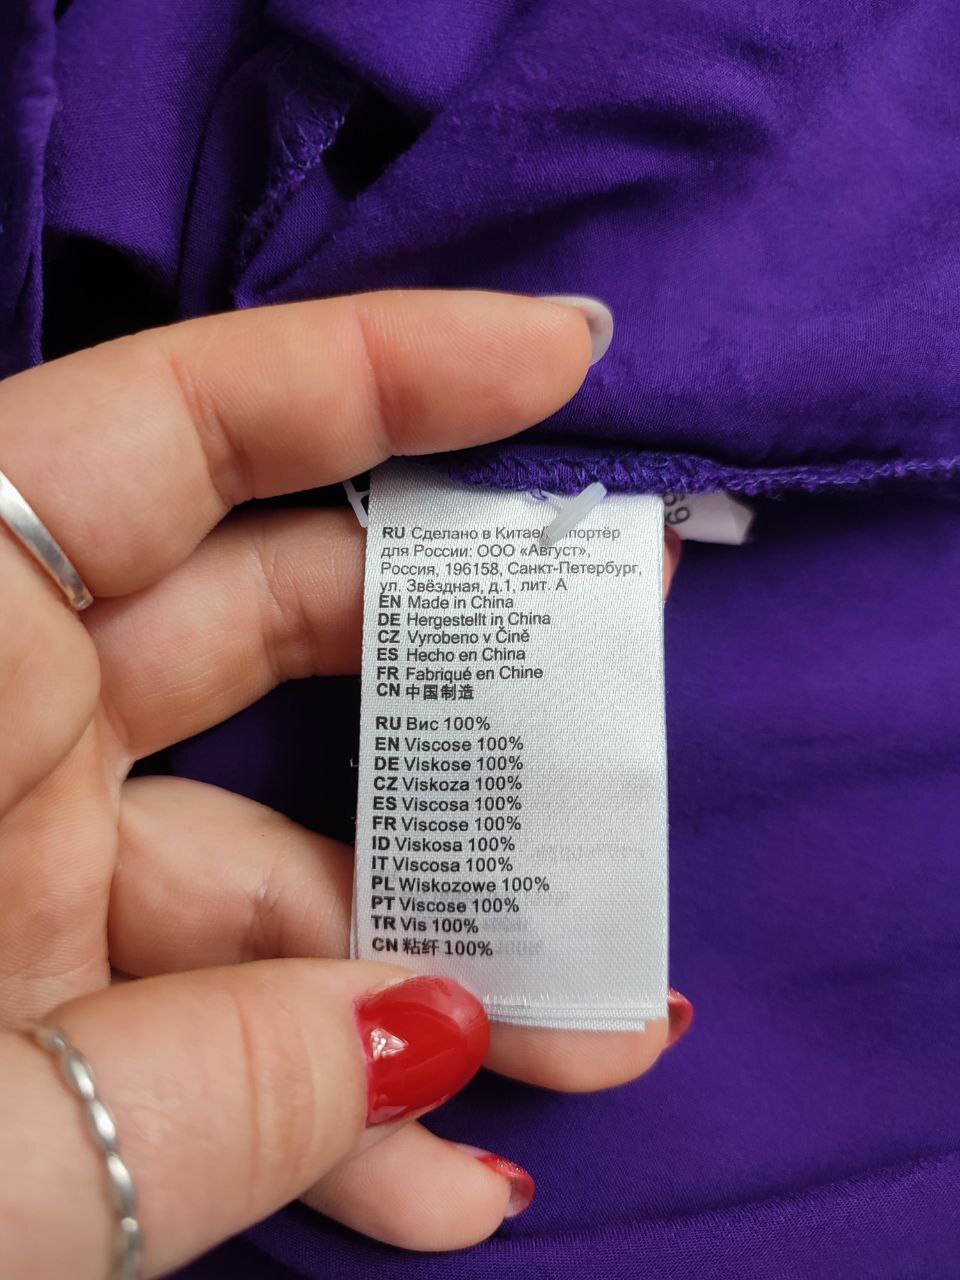 RU Сделано в Китае/
для России: ООО «Август»,
Россия, 196158, Санкт-Петербург,
ул. Звёздная, д.1, лит. А
EN Made in China
DE Hergestellt in China
CZ Vyrobeno v Čině
ES Hecho en China
FR Fabriqué en Chine
CN 中国制造
RU Вис 100%
EN Viscose 100%
DE Viskose 100%
CZ Viskoza 100%
ES Viscosa 100%
FR Viscose 100%
ID Viskosa 100%
IT Viscosa 100%
PL Wiskozowe 100%
PT Viscose 100%
TR Vis 100%
CN 粘纤 100%